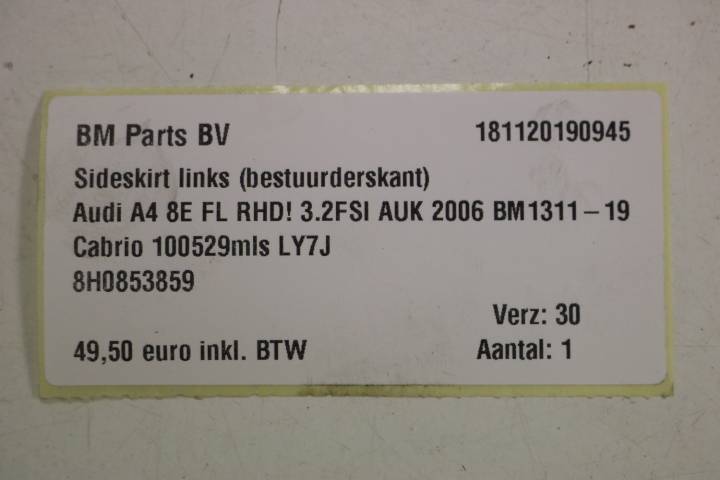 BM Parts BV 181120190945
Sideskirt links (bestuurderskant)
Audi A4 8E FL RHD! 3.2FSI AUK 2006 BM1311-19
Cabrio 100529mls LY7J
8H0853859
Verz: 30
49,50 euro inkl. BTW Aantal: 1